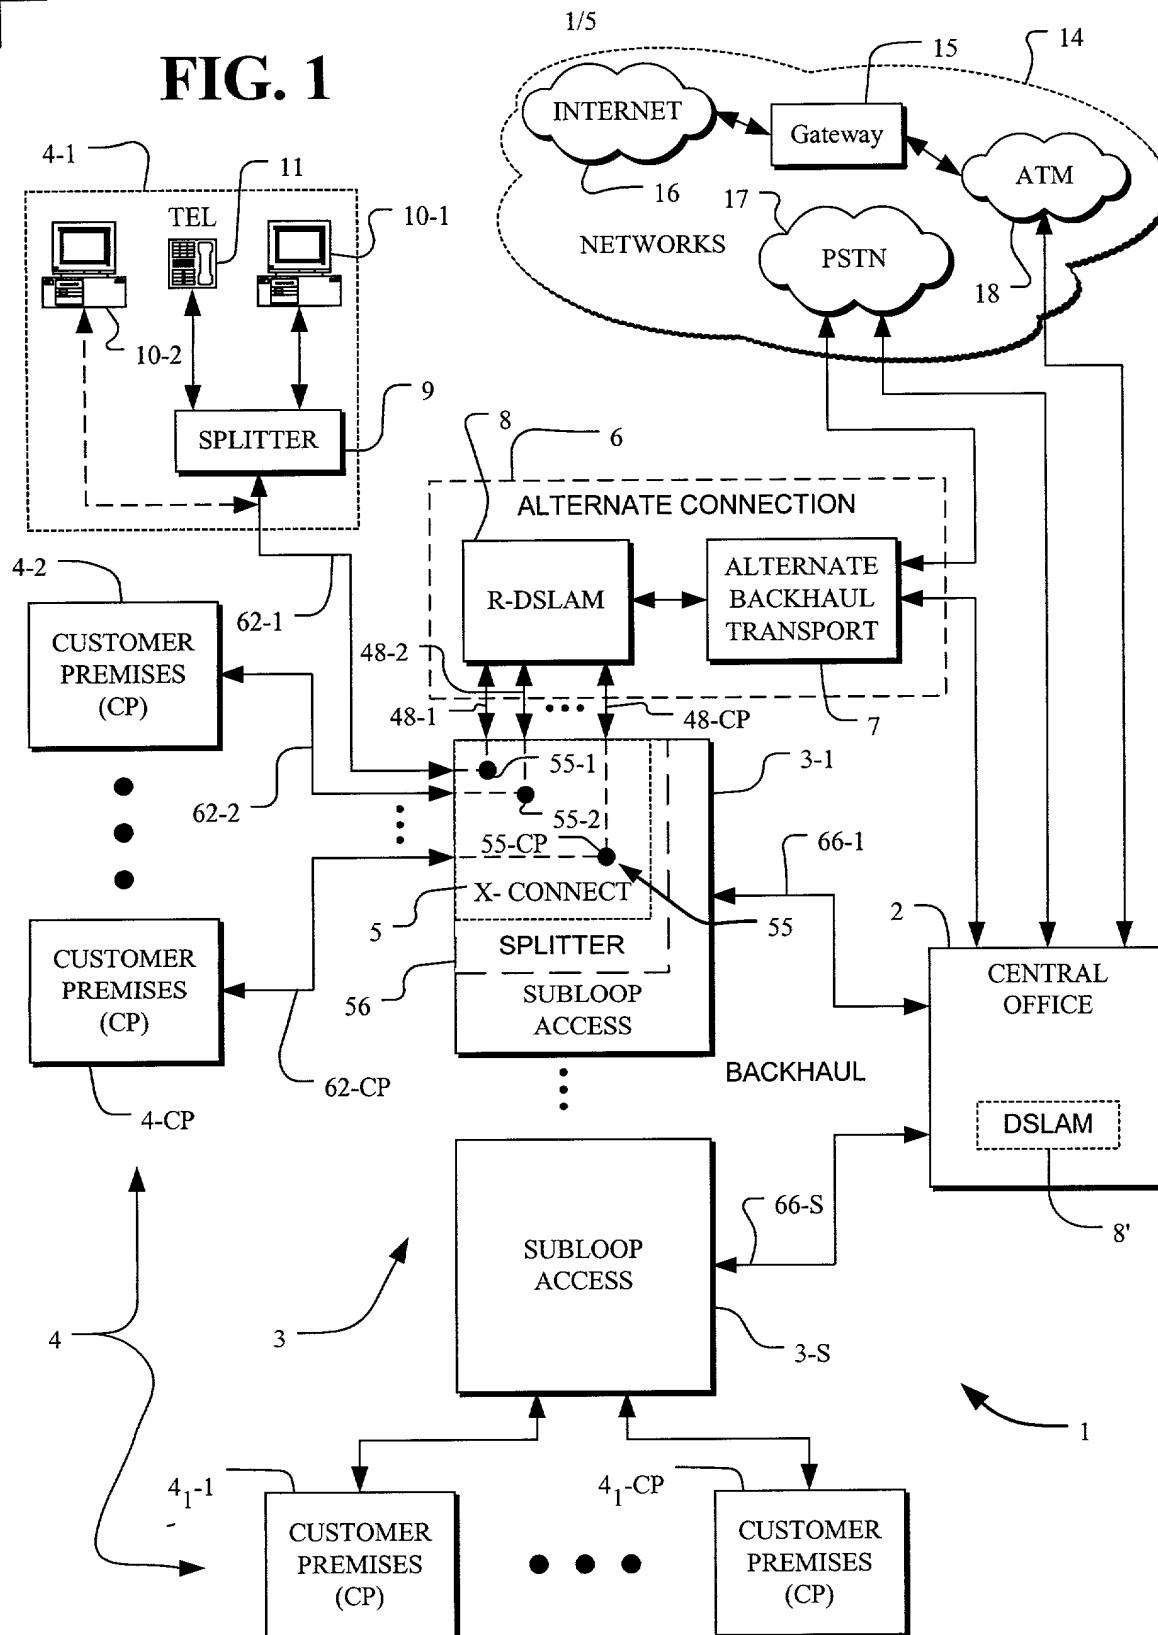 1/5
FIG. 1
14
15
INTERNET
Gateway
ATM
16
17
18
NETWORKS
PSTN
4-1
11
TEL
10-1
10-2
9
SPLITTER
8
6
ALTERNATE CONNECTION
R-DSLAM
ALTERNATE
BACKHAUL
TRANSPORT
4-2
62-1
CUSTOMER
PREMISES
(CP)
48-2
48-1
48-CP
7
62-2
55-1
55-2
55-CP
3-1
X- CONNECT
5
55
66-1
2
SPLITTER
56
SUBLOOP
ACCESS
CUSTOMER
PREMISES
(CP)
62-CP
4-CP
CENTRAL
OFFICE
BACKHAUL
DSLAM
8'
66-S
SUBLOOP
ACCESS
3-S
4
3
1
4₁-1
4₁-CP
CUSTOMER
PREMISES
(CP)
CUSTOMER
PREMISES
(CP)